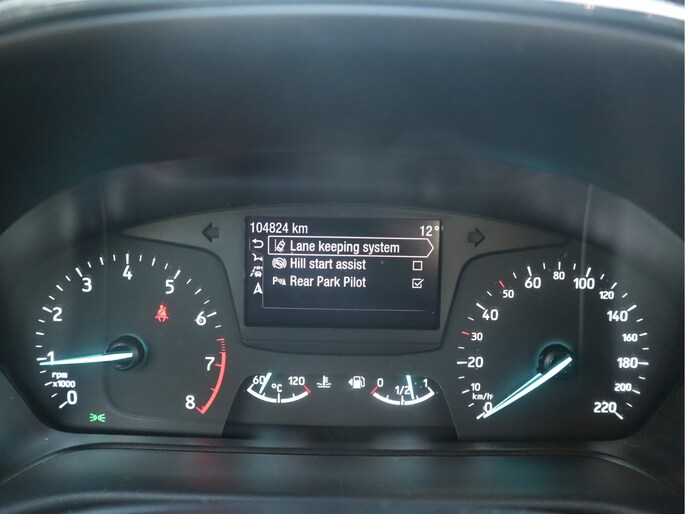 104824 km 12°
Lane keeping system
Hill start assist
Rear Park Pilot
0
1
2
3
4
5
6
7
8
rpm
x1000
60 °C 120
0 1/2 1
0
10
20
30
40
50
60
80
100
120
140
160
180
200
220
km/h